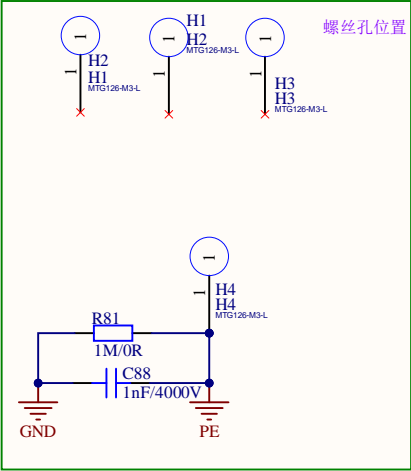 H1
螺丝孔位置
1
1
1
H2
H2
MTG126-M3-L
1
1
1
H1
MTG126-M3-L
H3
H3
MTG126-M3-L
1
1
H4
H4
MTG126-M3-L
R81
1M/0R
C88
1nF/4000V
GND
PE